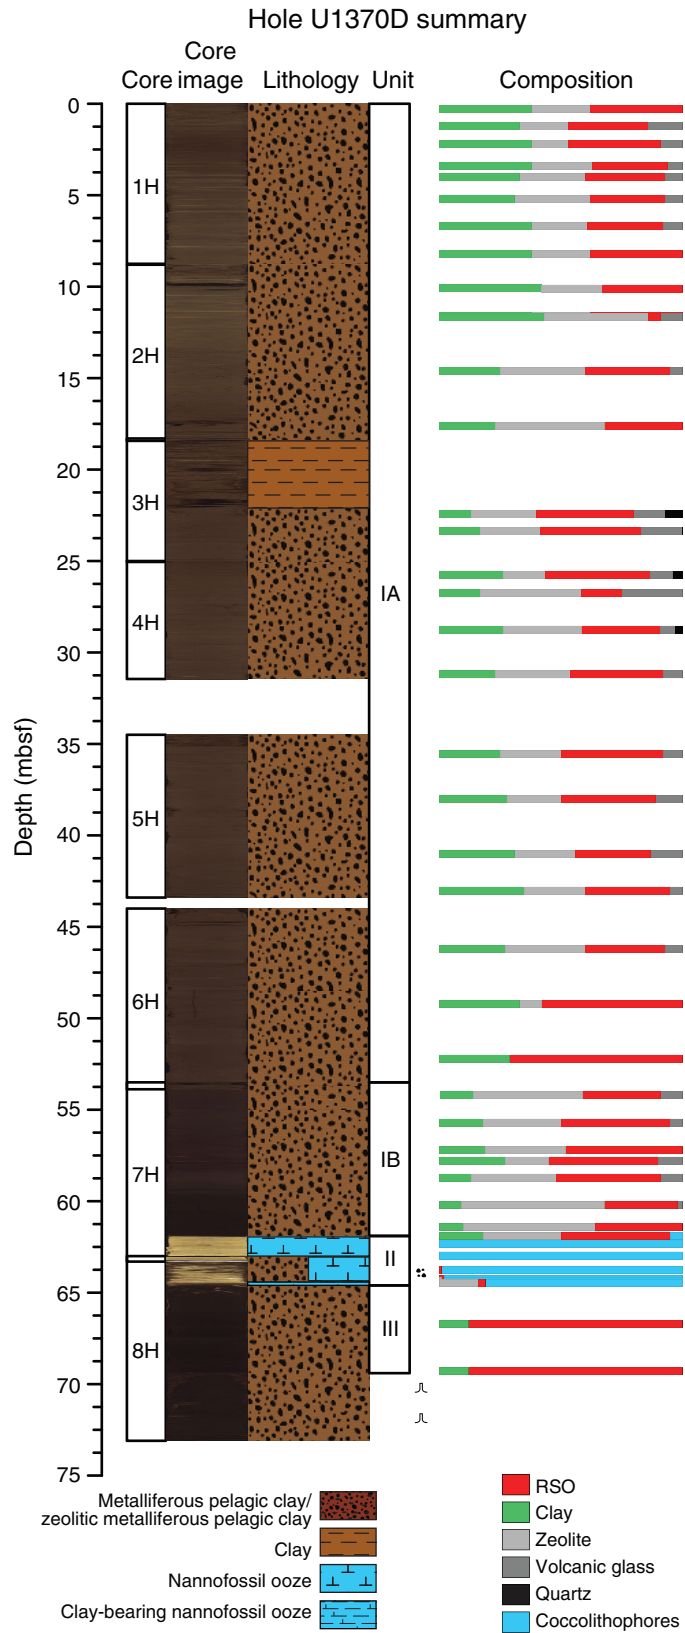 Hole U1370D summary
Core
Core image Lithology Unit Composition
0
5
10
15
20
25
30
35
40
45
50
55
60
65
70
75
Depth (mbsf)
1H
2H
3H
4H
5H
6H
7H
8H
IA
IB
II
III
Metalliferous pelagic clay/
zeolitic metalliferous pelagic clay
Clay
Nannofossil ooze
Clay-bearing nannofossil ooze
RSO
Clay
Zeolite
Volcanic glass
Quartz
Coccolithophores